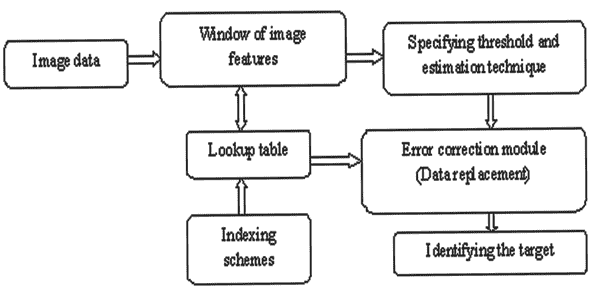 Image data
Window of image
features
Specifying threshold and
estimation technique
Lookup table
Error correction module
(Data replacement)
Indexing
schemes
Identifying the target